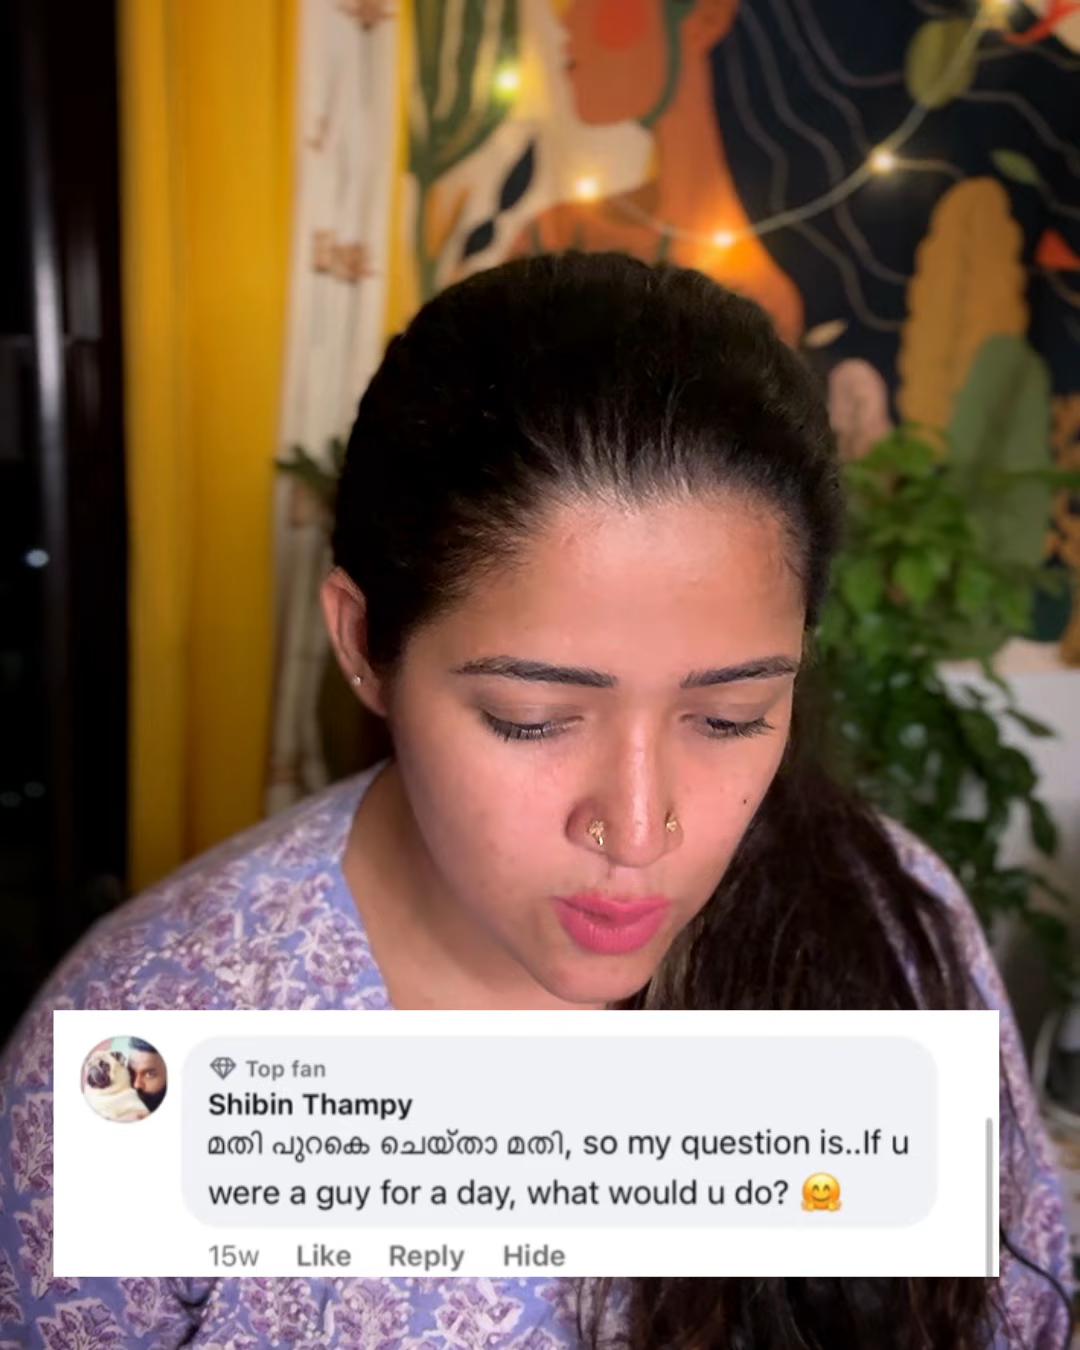 Top fan
Shibin Thampy
മതി പുറകെ ചെയ്താ മതി, so my question is..If u
were a guy for a day, what would u do? 🤗
15w Like Reply Hide